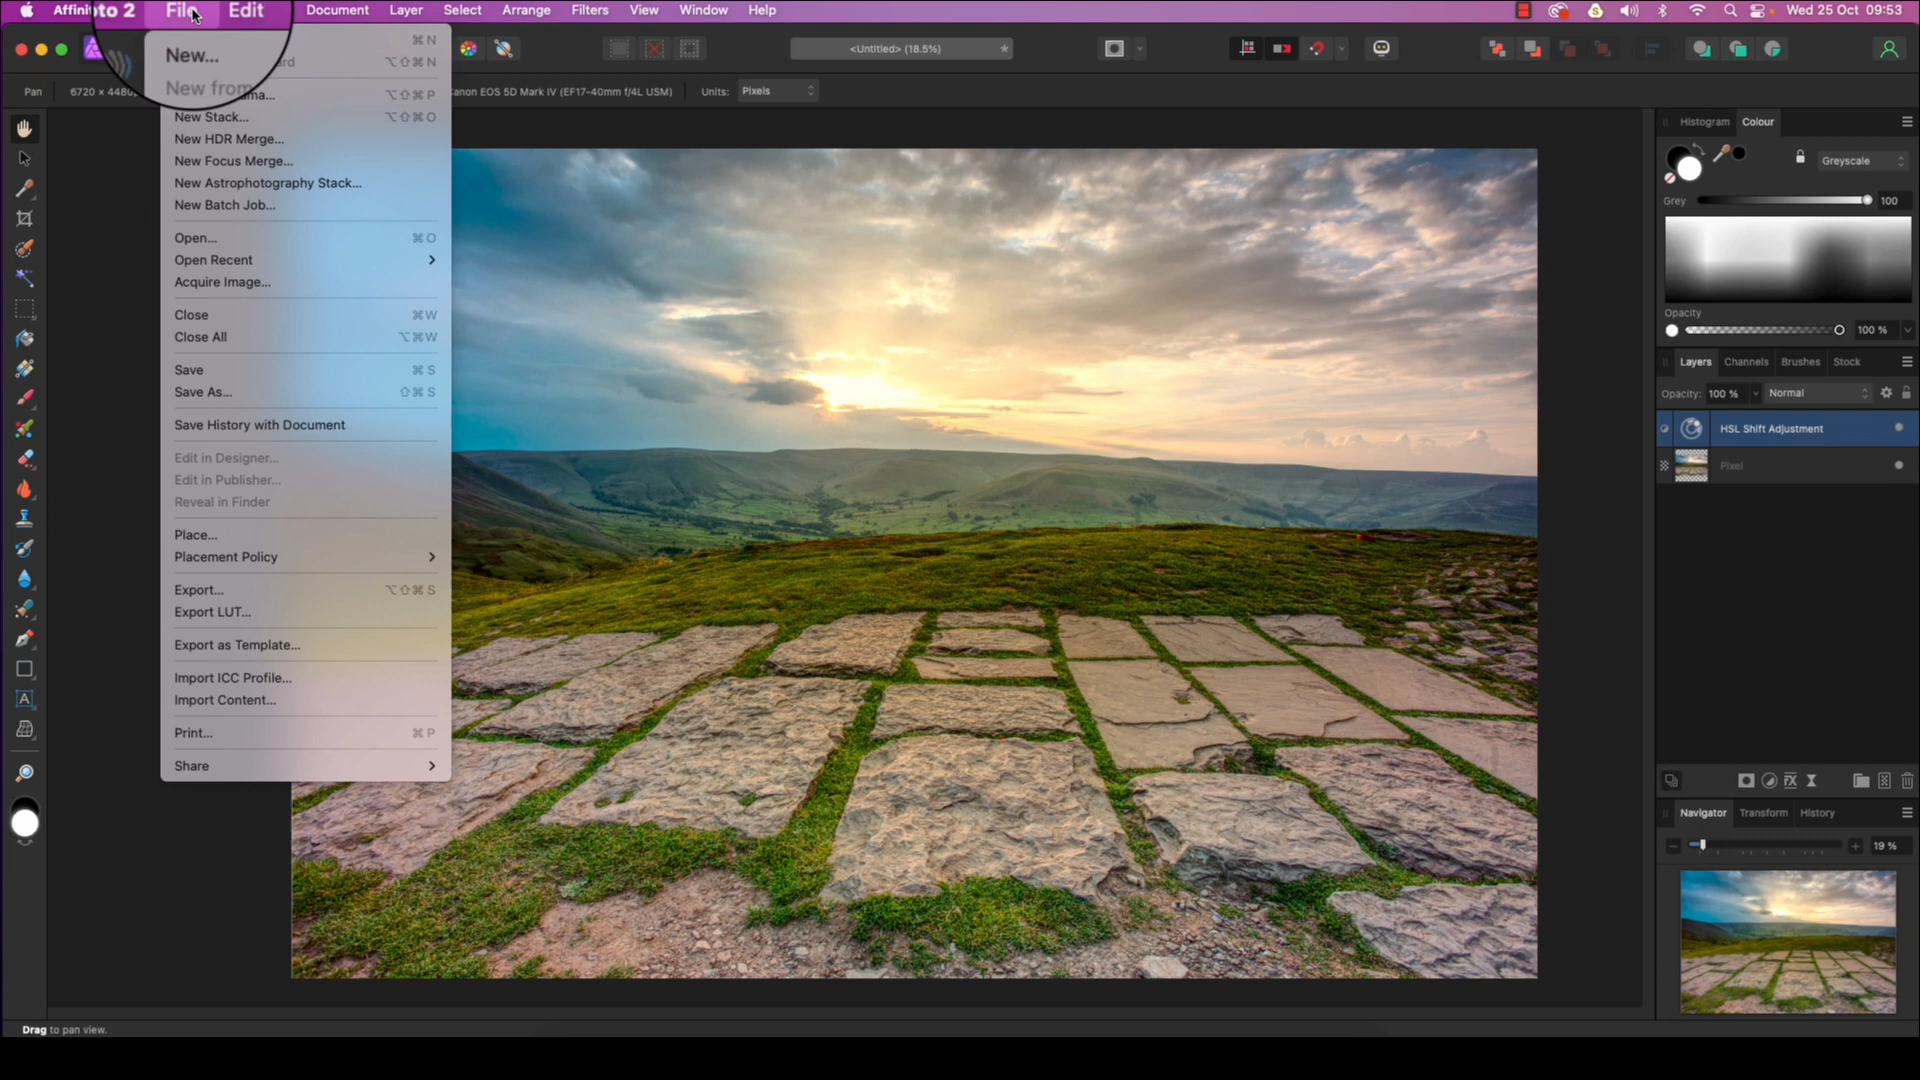 Affin to 2 File Edit Document Layer Select Arrange Filters View Window Help Wed 25 Oct 09:53
New... ⌘N
New from ard ⌥⇧⌘N
ama... ⌥⇧⌘P
New Stack... ⌥⇧⌘O
New HDR Merge...
New Focus Merge...
New Astrophotography Stack...
New Batch Job...
Open... ⌘O
Open Recent
Acquire Image...
Close ⌘W
Close All ⌥⌘W
Save ⌘S
Save As... ⇧⌘S
Save History with Document
Edit in Designer...
Edit in Publisher...
Reveal in Finder
Place...
Placement Policy
Export... ⌥⇧⌘S
Export LUT...
Export as Template...
Import ICC Profile...
Import Content...
Print... ⌘P
Share
<Untitled> (18.5%)
Pan 6720 × 4480 anon EOS 5D Mark IV (EF17-40mm f/4L USM) Units: Pixels
Histogram Colour
Greyscale
Grey 100
Opacity
100 %
Layers Channels Brushes Stock
Opacity: 100 % Normal
HSL Shift Adjustment
Pixel
Navigator Transform History
19 %
Drag to pan view.